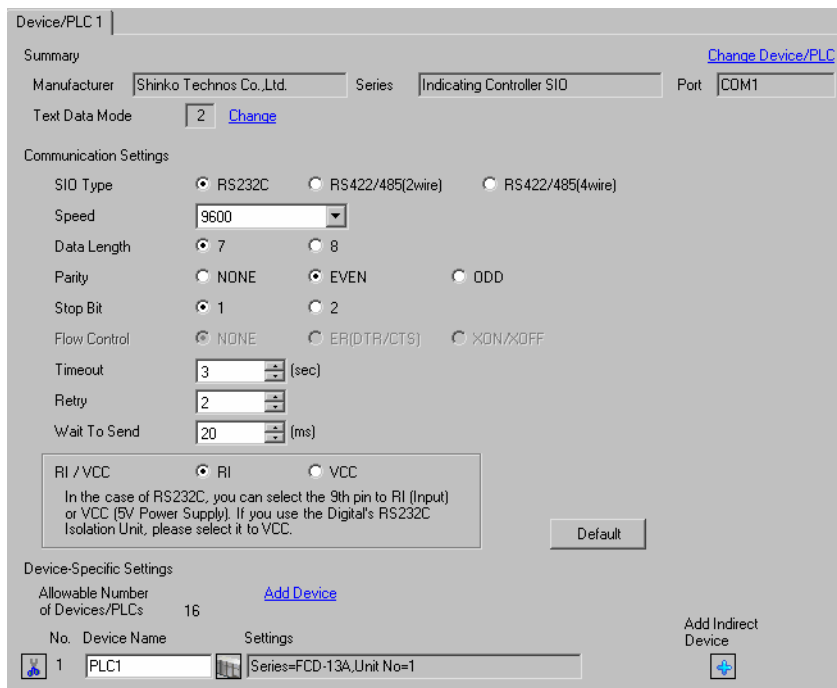 Device/PLC 1
Summary Change Device/PLC
Manufacturer Shinko Technos Co.,Ltd. Series Indicating Controller SIO Port COM1
Text Data Mode 2 Change
Communication Settings
SIO Type RS232C RS422/485(2wire) RS422/485(4wire)
Speed 9600
Data Length 7 8
Parity NONE EVEN ODD
Stop Bit 1 2
Flow Control NONE ER(DTR/CTS) XON/XOFF
Timeout 3 (sec)
Retry 2
Wait To Send 20 (ms)
RI / VCC RI VCC
In the case of RS232C, you can select the 9th pin to RI (Input)
or VCC (5V Power Supply). If you use the Digital's RS232C
Isolation Unit, please select it to VCC.
Default
Device-Specific Settings
Allowable Number Add Device
of Devices/PLCs 16
Add Indirect
Device
No. Device Name Settings
1 PLC1 Series=FCD-13A,Unit No=1